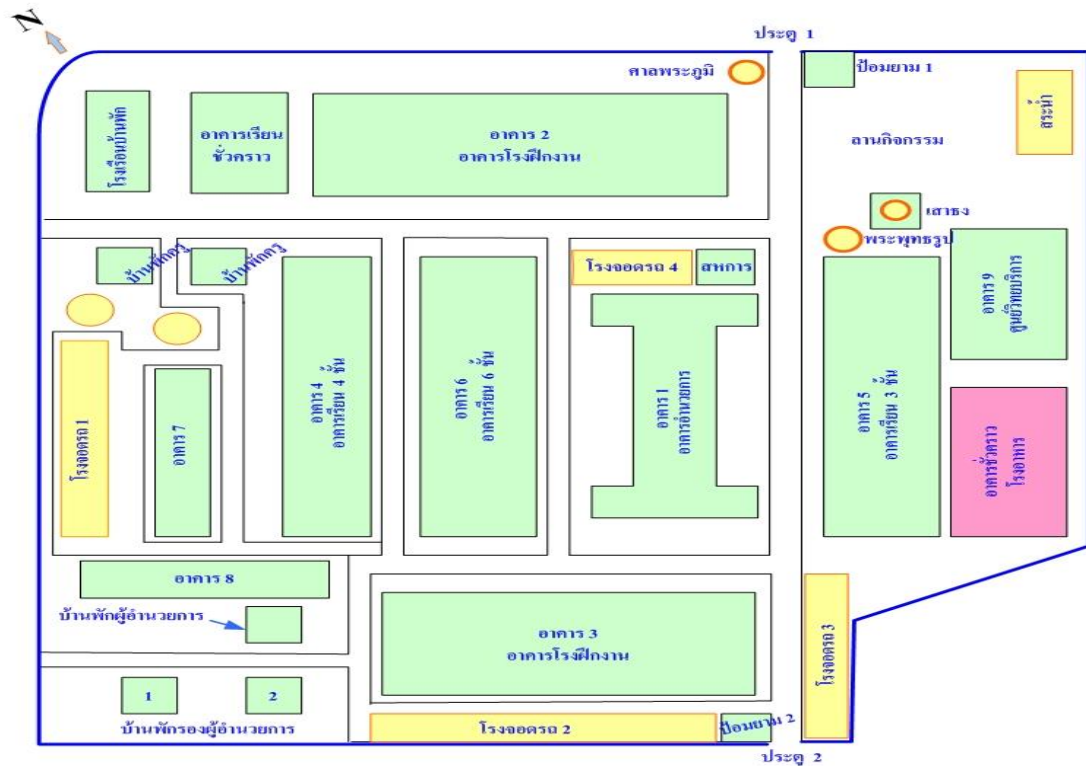 N
ประตู 1
ศาลพระภูมิ
ป้อมยาม 1
สระน้ำ
โรงเรือนบ้านพัก
อาคารเรียน
ชั่วคราว
อาคาร 2
อาคารโรงฝึกงาน
ลานกิจกรรม
เสาธง
พระพุทธรูป
บ้านพักครู
บ้านพักครู
โรงจอดรถ 4
สหการ
อาคาร 9
ศูนย์วิทยบริการ
โรงจอดรถ 1
อาคาร 7
อาคาร 4
อาคารเรียน 4 ชั้น
อาคาร 6
อาคารเรียน 6 ชั้น
อาคาร 1
อาคารอำนวยการ
อาคาร 5
อาคารเรียน 3 ชั้น
อาคารชั่วคราว
โรงอาหาร
อาคาร 8
บ้านพักผู้อำนวยการ
อาคาร 3
อาคารโรงฝึกงาน
โรงจอดรถ 3
1
2
บ้านพักรองผู้อำนวยการ
โรงจอดรถ 2
ป้อมยาม 2
ประตู 2